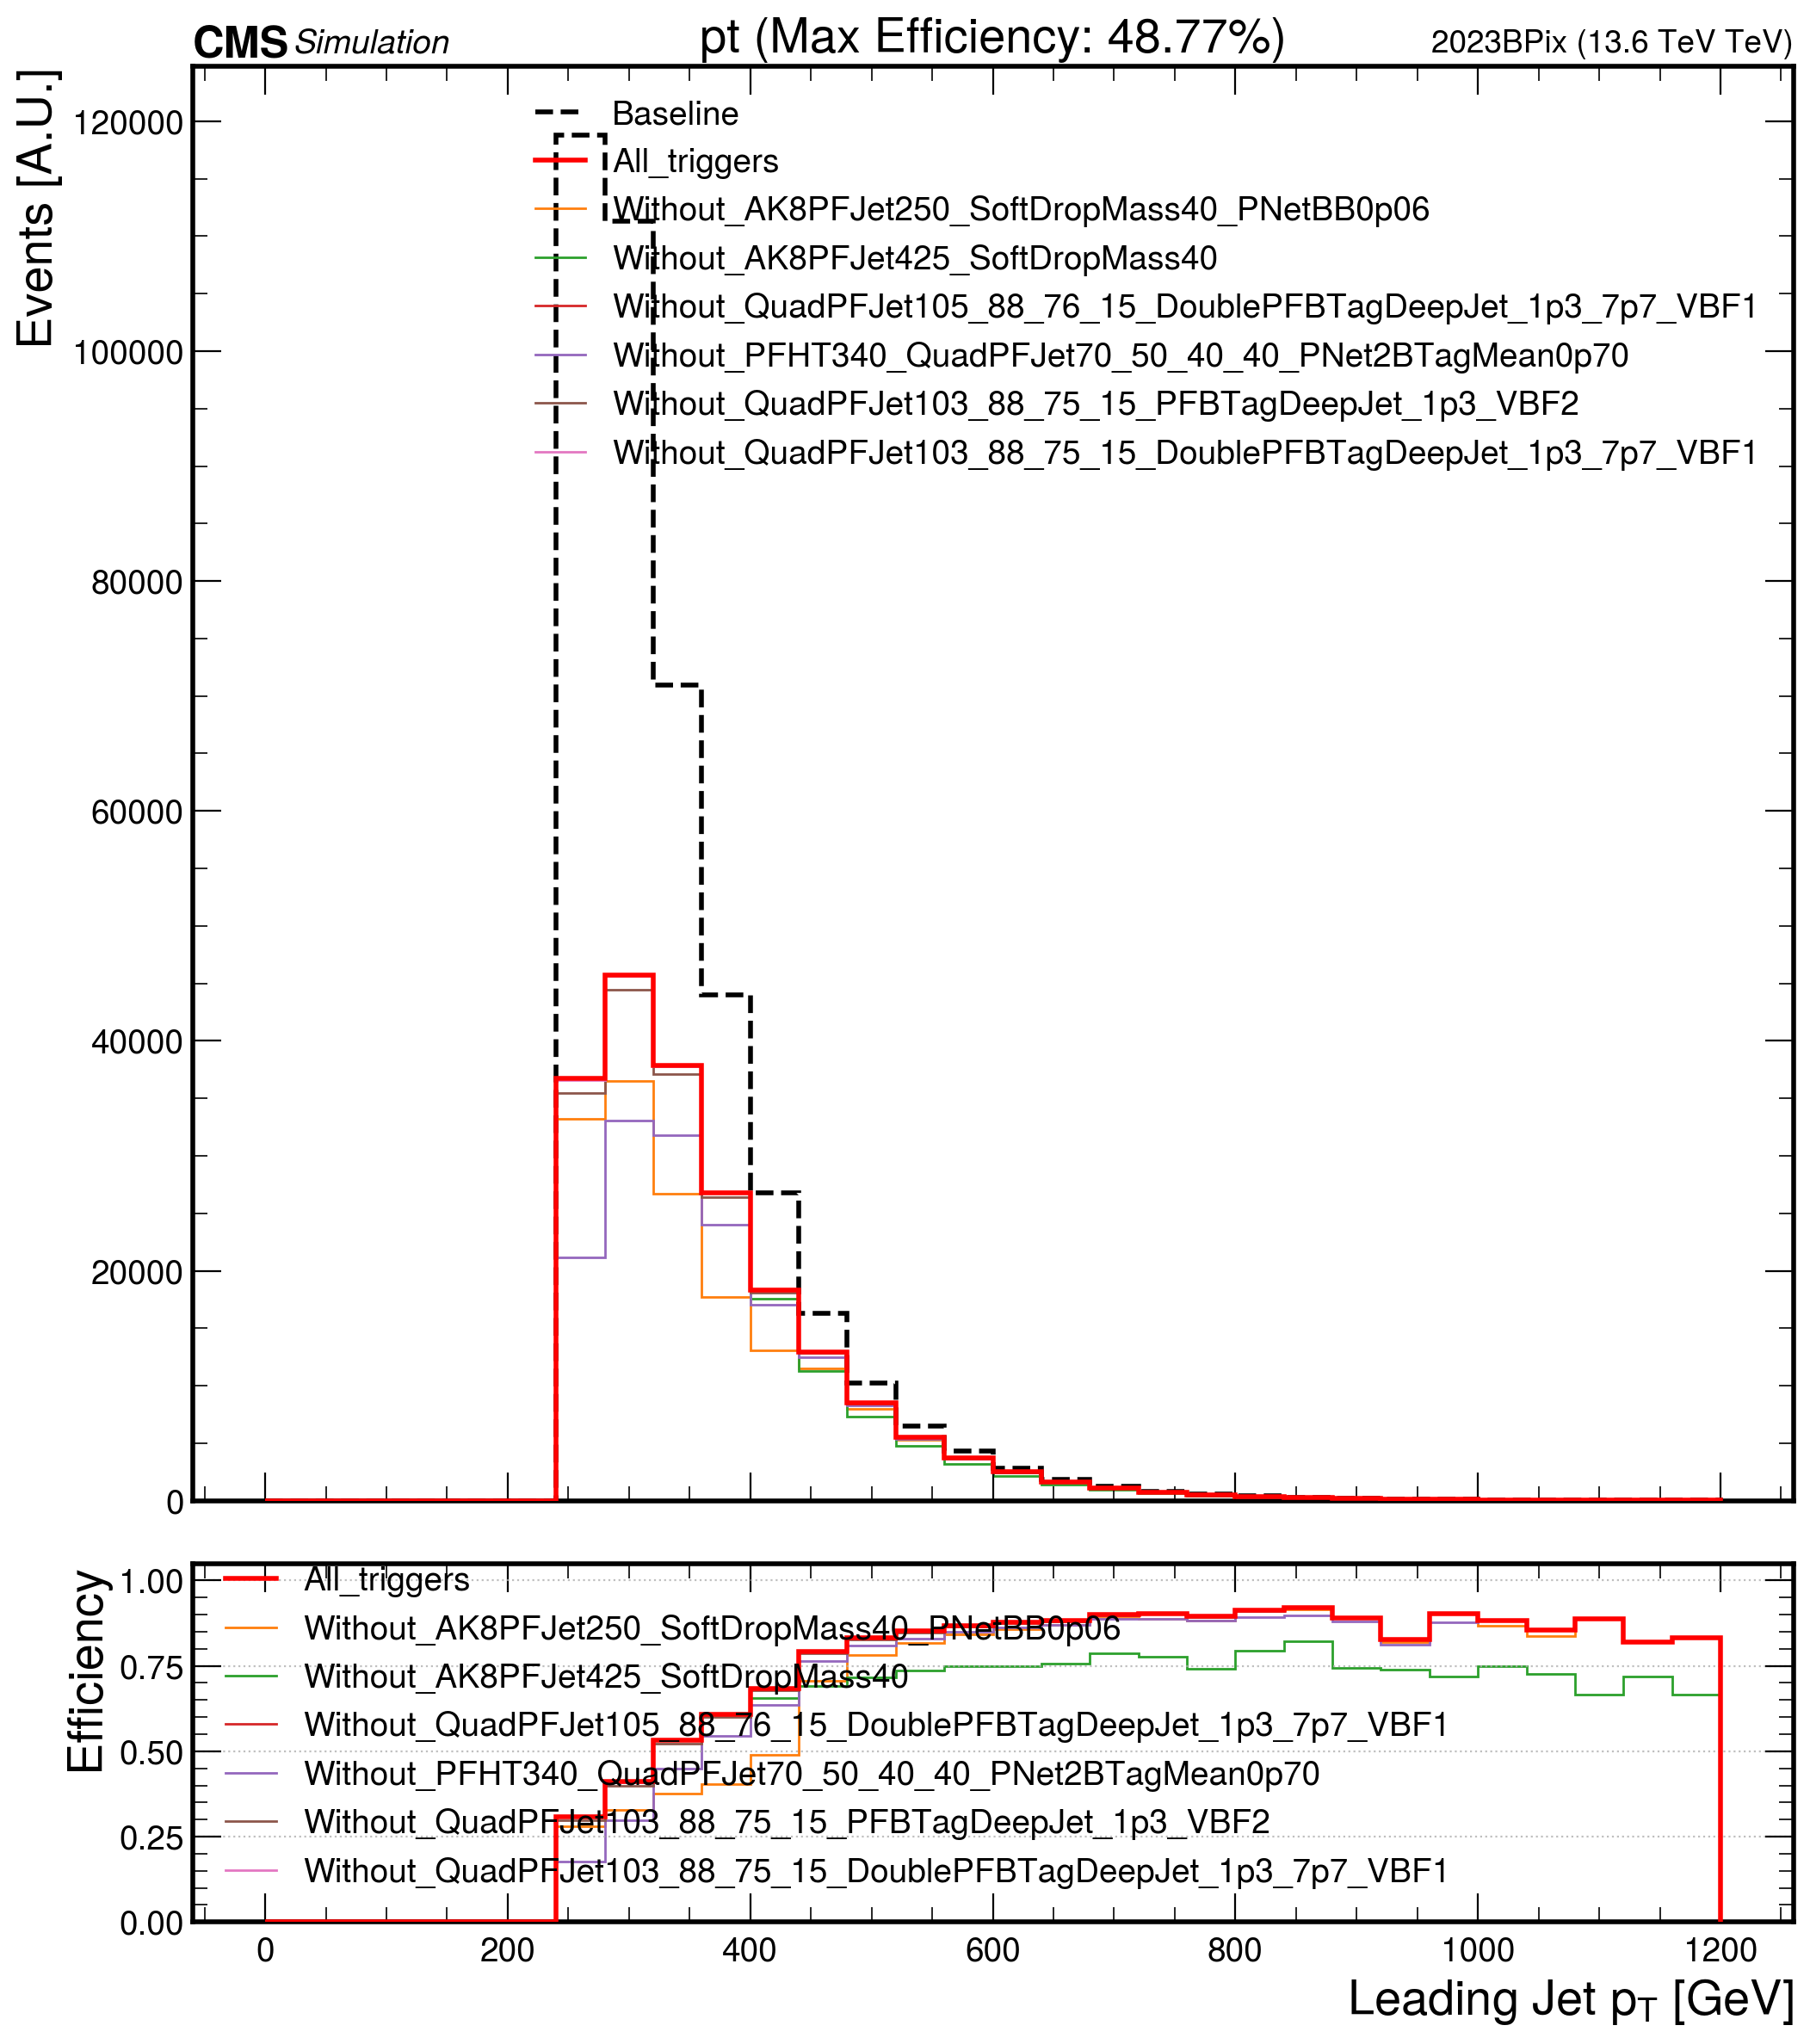 CMS Simulation pt (Max Efficiency: 48.77%) 2023BPix (13.6 TeV TeV)
Events [A.U.]
120000
100000
80000
60000
40000
20000
0
Baseline
All_triggers
Without_AK8PFJet250_SoftDropMass40_PNetBB0p06
Without_AK8PFJet425_SoftDropMass40
Without_QuadPFJet105_88_76_15_DoublePFBTagDeepJet_1p3_7p7_VBF1
Without_PFHT340_QuadPFJet70_50_40_40_PNet2BTagMean0p70
Without_QuadPFJet103_88_75_15_PFBTagDeepJet_1p3_VBF2
Without_QuadPFJet103_88_75_15_DoublePFBTagDeepJet_1p3_7p7_VBF1
Efficiency
1.00
0.75
0.50
0.25
0.00
All_triggers
Without_AK8PFJet250_SoftDropMass40_PNetBB0p06
Without_AK8PFJet425_SoftDropMass40
Without_QuadPFJet105_88_76_15_DoublePFBTagDeepJet_1p3_7p7_VBF1
Without_PFHT340_QuadPFJet70_50_40_40_PNet2BTagMean0p70
Without_QuadPFJet103_88_75_15_PFBTagDeepJet_1p3_VBF2
Without_QuadPFJet103_88_75_15_DoublePFBTagDeepJet_1p3_7p7_VBF1
0 200 400 600 800 1000 1200
Leading Jet pT [GeV]